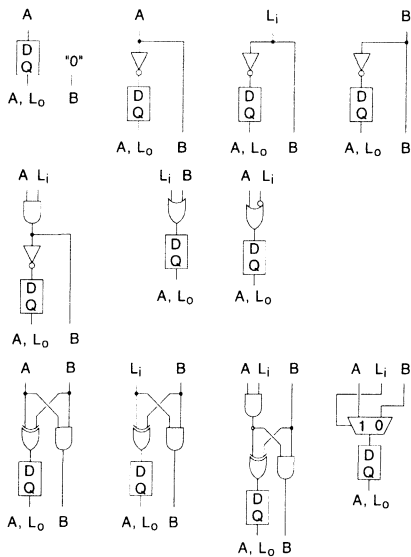 A A Li B
D Q "0" D Q D Q D Q
A, Lo B A, Lo B A, Lo B A, Lo B
A Li Li B A Li
D Q D Q D Q
A, Lo B A, Lo A, Lo
A B Li B A Li B A Li B
1 0
D Q D Q D Q D Q
A, Lo B A, Lo B A, Lo B A, Lo